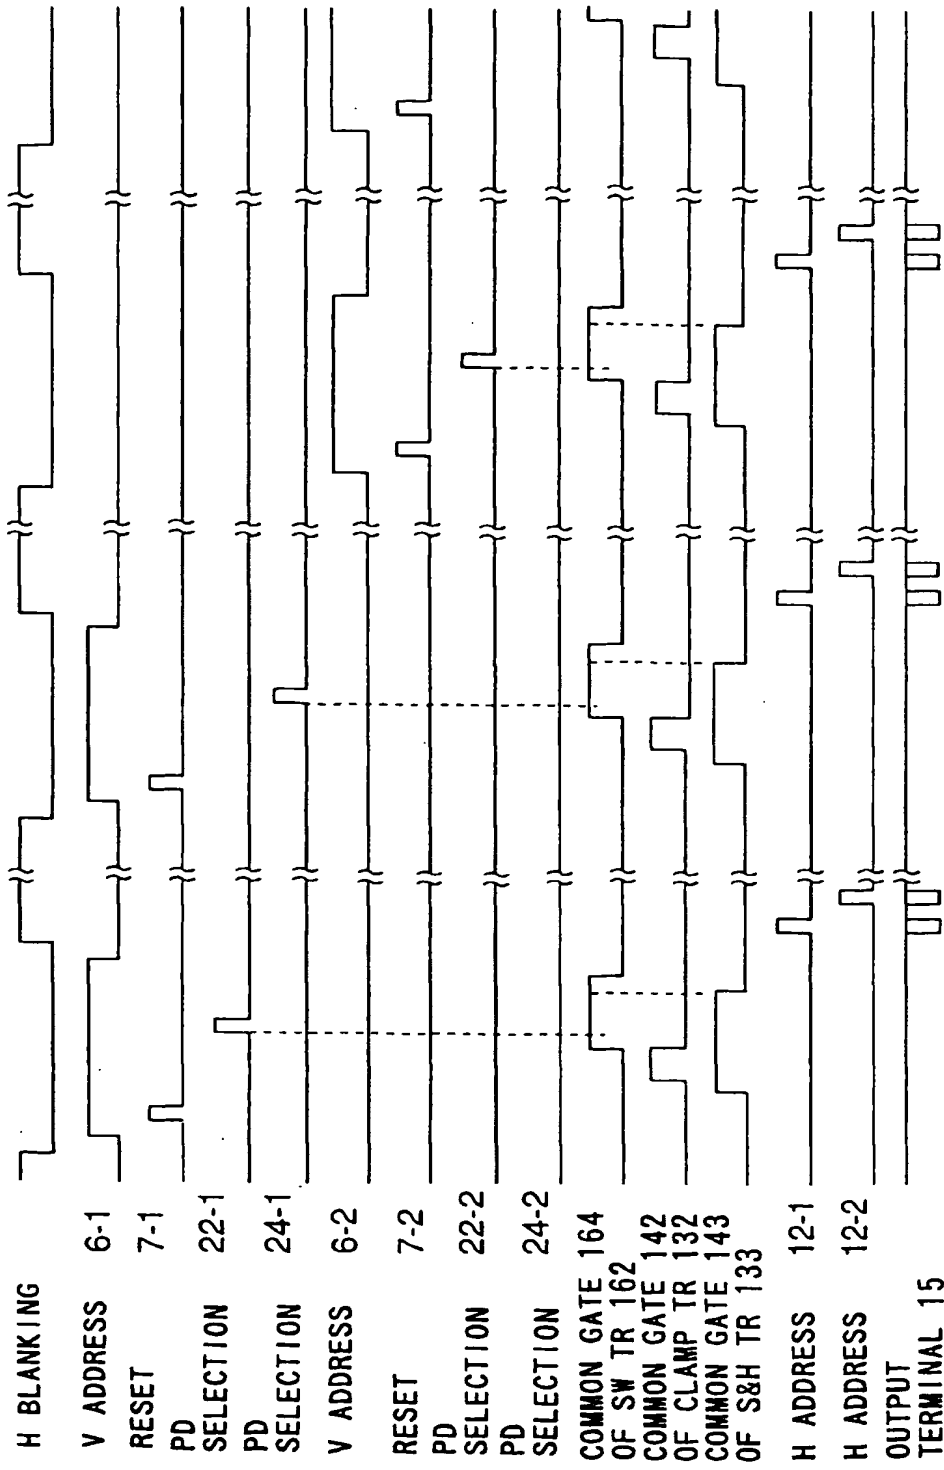 H BLANKING
V ADDRESS 6-1
RESET 7-1
PD
SELECTION 22-1
PD
SELECTION 24-1
V ADDRESS 6-2
RESET 7-2
PD
SELECTION 22-2
PD
SELECTION 24-2
COMMON GATE 164
OF SW TR 162
COMMON GATE 142
OF CLAMP TR 132
COMMON GATE 143
OF S&H TR 133
H ADDRESS 12-1
H ADDRESS 12-2
OUTPUT
TERMINAL 15